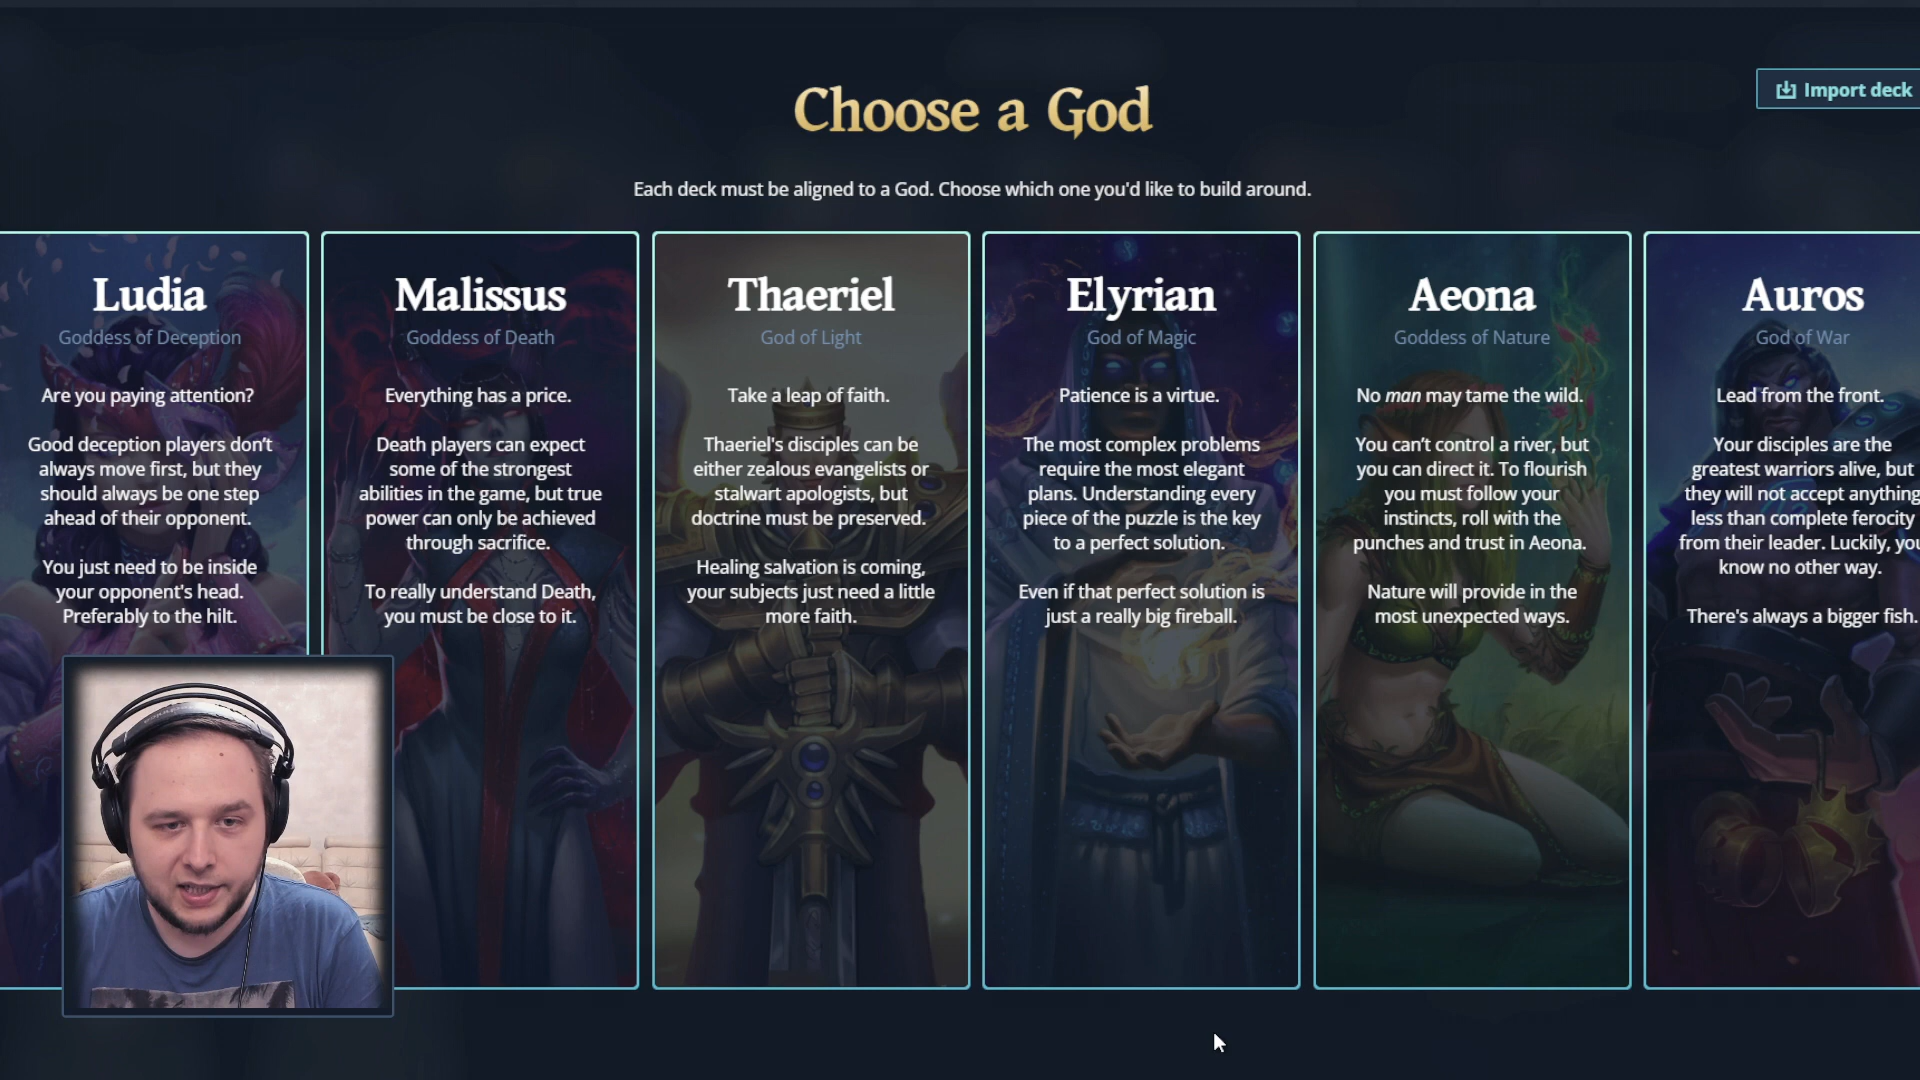 Choose a God
Import deck
Each deck must be aligned to a God. Choose which one you'd like to build around.
Ludia
Goddess of Deception
Are you paying attention?
Good deception players don't
always move first, but they
should always be one step
ahead of their opponent.
You just need to be inside
your opponent's head.
Preferably to the hilt.
Malissus
Goddess of Death
Everything has a price.
Death players can expect
some of the strongest
abilities in the game, but true
power can only be achieved
through sacrifice.
To really understand Death,
you must be close to it.
Thaeriel
God of Light
Take a leap of faith.
Thaeriel's disciples can be
either zealous evangelists or
stalwart apologists, but
doctrine must be preserved.
Healing salvation is coming,
your subjects just need a little
more faith.
Elyrian
God of Magic
Patience is a virtue.
The most complex problems
require the most elegant
plans. Understanding every
piece of the puzzle is the key
to a perfect solution.
Even if that perfect solution is
just a really big fireball.
Aeona
Goddess of Nature
No man may tame the wild.
You can't control a river, but
you can direct it. To flourish
you must follow your
instincts, roll with the
punches and trust in Aeona.
Nature will provide in the
most unexpected ways.
Auros
God of War
Lead from the front.
Your disciples are the
greatest warriors alive, but
they will not accept anything
less than complete ferocity
from their leader. Luckily, you
know no other way.
There's always a bigger fish.